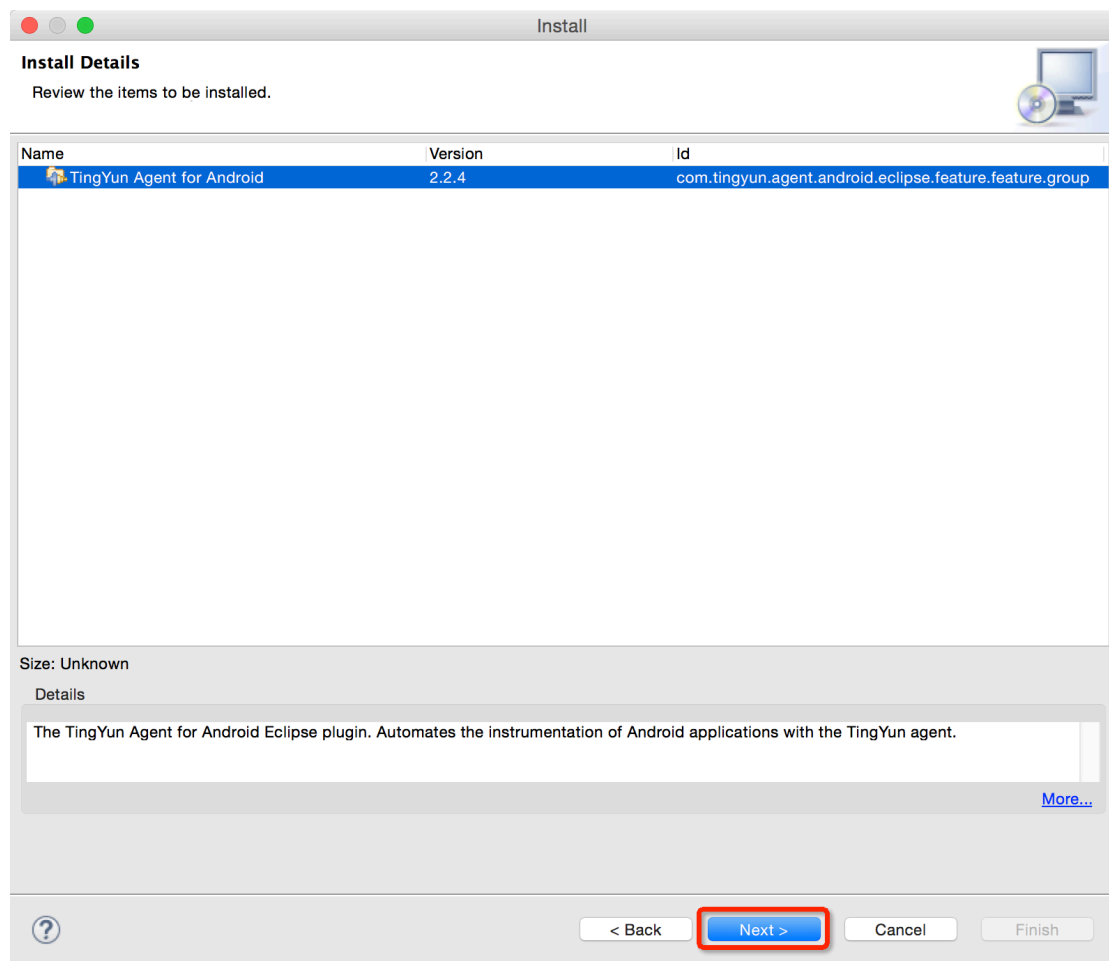 Install
Install Details
Review the items to be installed.
Name Version Id
TingYun Agent for Android 2.2.4 com.tingyun.agent.android.eclipse.feature.feature.group
Size: Unknown
Details
The TingYun Agent for Android Eclipse plugin. Automates the instrumentation of Android applications with the TingYun agent.
More...
? < Back Next > Cancel Finish